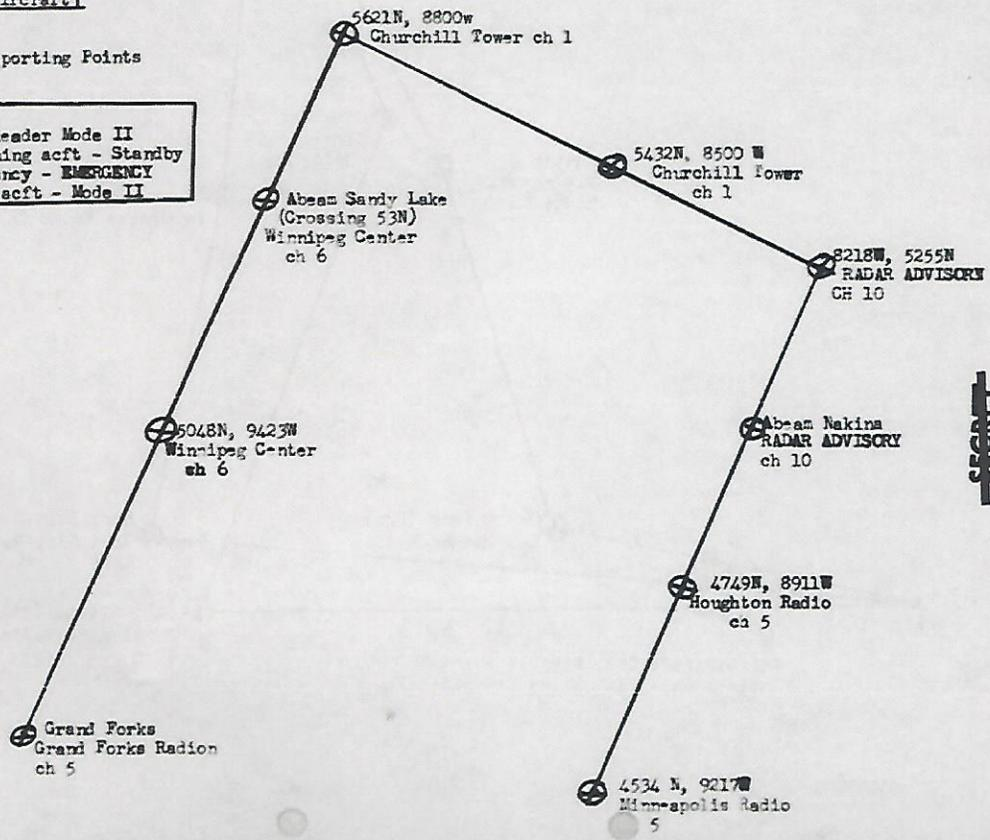 porting Points
eader Mode II
ing acft - Standby
ncy - EMERGENCY
acft - Mode II
5621N, 8800w
Churchill Tower ch 1
5432N, 8500 W
Churchill Tower
ch 1
Abeam Sandy Lake
(Crossing 53N)
Winnipeg Center
ch 6
8218W, 5255N
RADAR ADVISORY
CH 10
SECRET
5048N, 9423W
Winnipeg Center
ch 6
Abeam Nakina
RADAR ADVISORY
ch 10
4749N, 8911W
Houghton Radio
ch 5
Grand Forks
Grand Forks Radion
ch 5
4534 N, 9217W
Minneapolis Radio
5